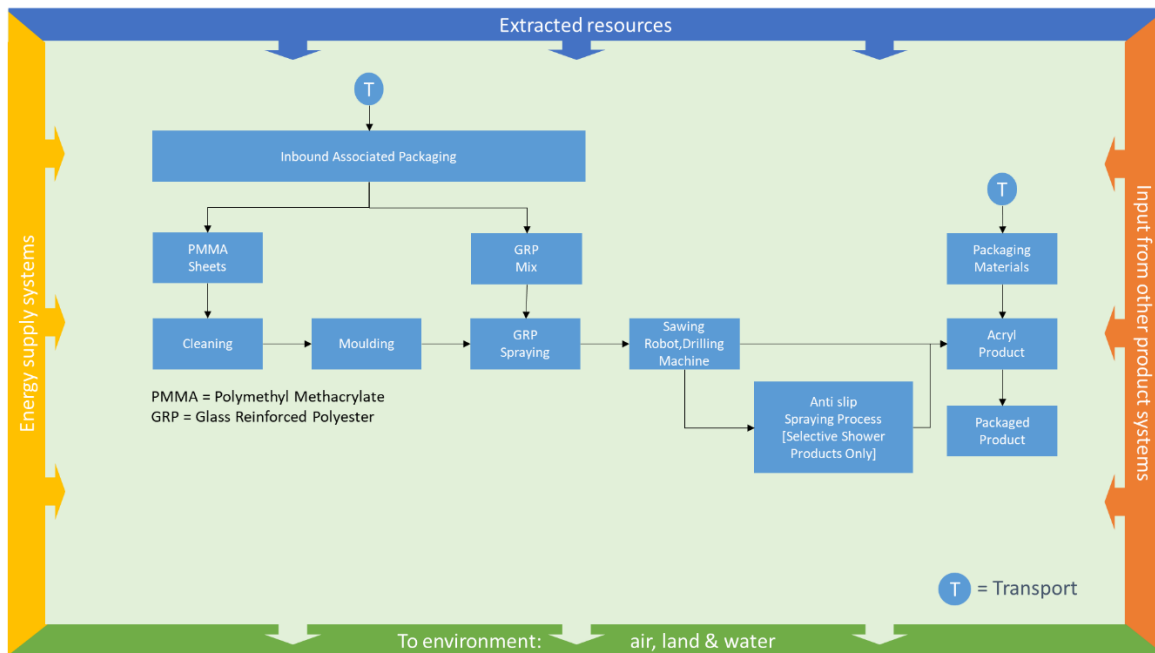 Extracted resources
Energy supply systems
Input from other product systems
T
Inbound Associated Packaging
T
PMMA
Sheets
GRP
Mix
Packaging
Materials
Cleaning
Moulding
GRP
Spraying
Sawing
Robot,Drilling
Machine
Acryl
Product
PMMA = Polymethyl Methacrylate
GRP = Glass Reinforced Polyester
Anti slip
Spraying Process
[Selective Shower
Products Only]
Packaged
Product
T = Transport
To environment: air, land & water